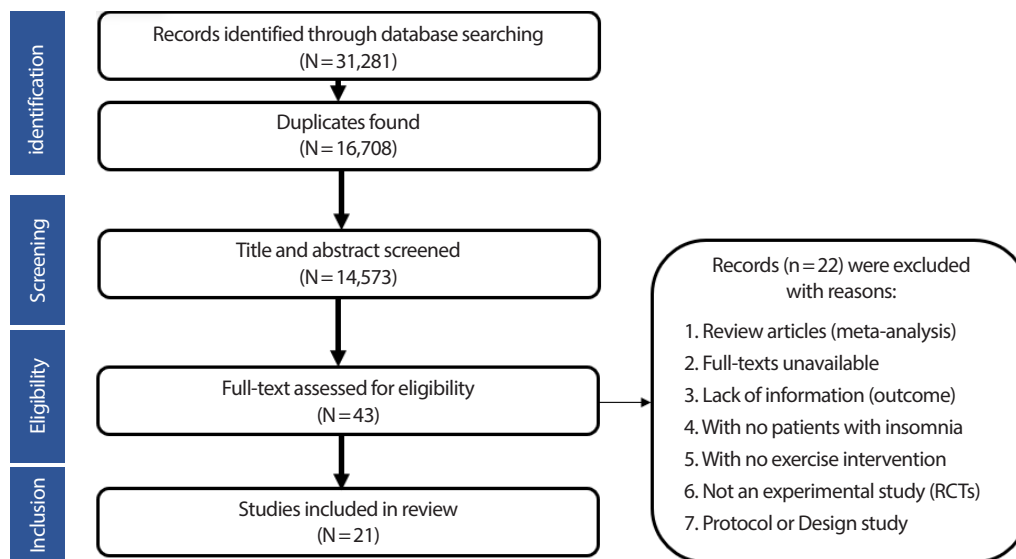 identification
Records identified through database searching
(N = 31,281)
Duplicates found
(N = 16,708)
Screening
Title and abstract screened
(N = 14,573)
Eligibility
Full-text assessed for eligibility
(N = 43)
Records (n = 22) were excluded
with reasons:
1. Review articles (meta-analysis)
2. Full-texts unavailable
3. Lack of information (outcome)
4. With no patients with insomnia
5. With no exercise intervention
6. Not an experimental study (RCTs)
7. Protocol or Design study
Inclusion
Studies included in review
(N = 21)